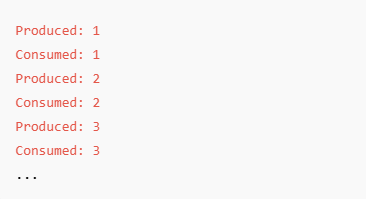 Produced: 1
Consumed: 1
Produced: 2
Consumed: 2
Produced: 3
Consumed: 3
...